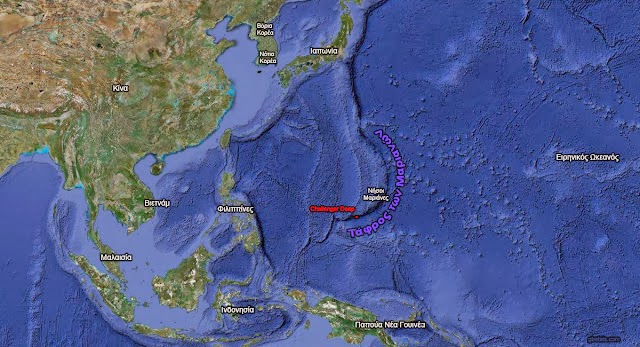 Βόρια
Κορέα
Νότια
Κορέα
Ιαπωνία
Κίνα
Ειρηνικός Ωκεανός
Νήσοι
Μαριάνες
Τάφρος των Μαριανών
Challenger Deep
Βιετνάμ
Φιλιππίνες
Μαλαισία
Ινδονησία
Παπούα Νέα Γουινέα